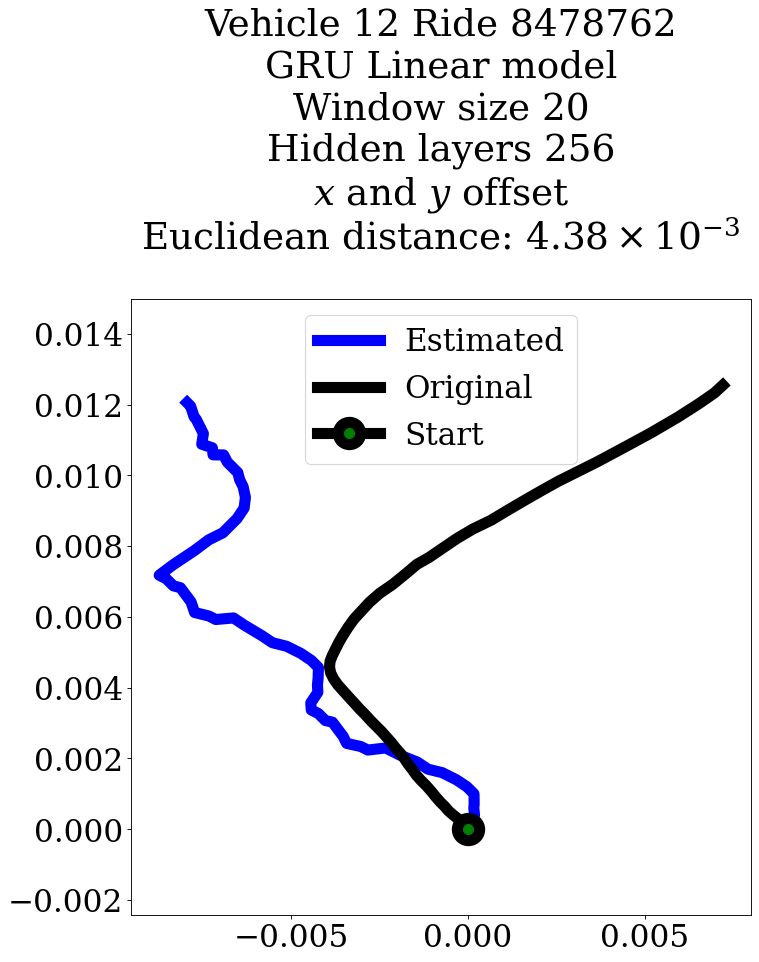 Vehicle 12 Ride 8478762
GRU Linear model
Window size 20
Hidden layers 256
x and y offset
Euclidean distance: 4.38 × 10⁻³
Estimated
Original
Start
0.014
0.012
0.010
0.008
0.006
0.004
0.002
0.000
−0.002
−0.005 0.000 0.005